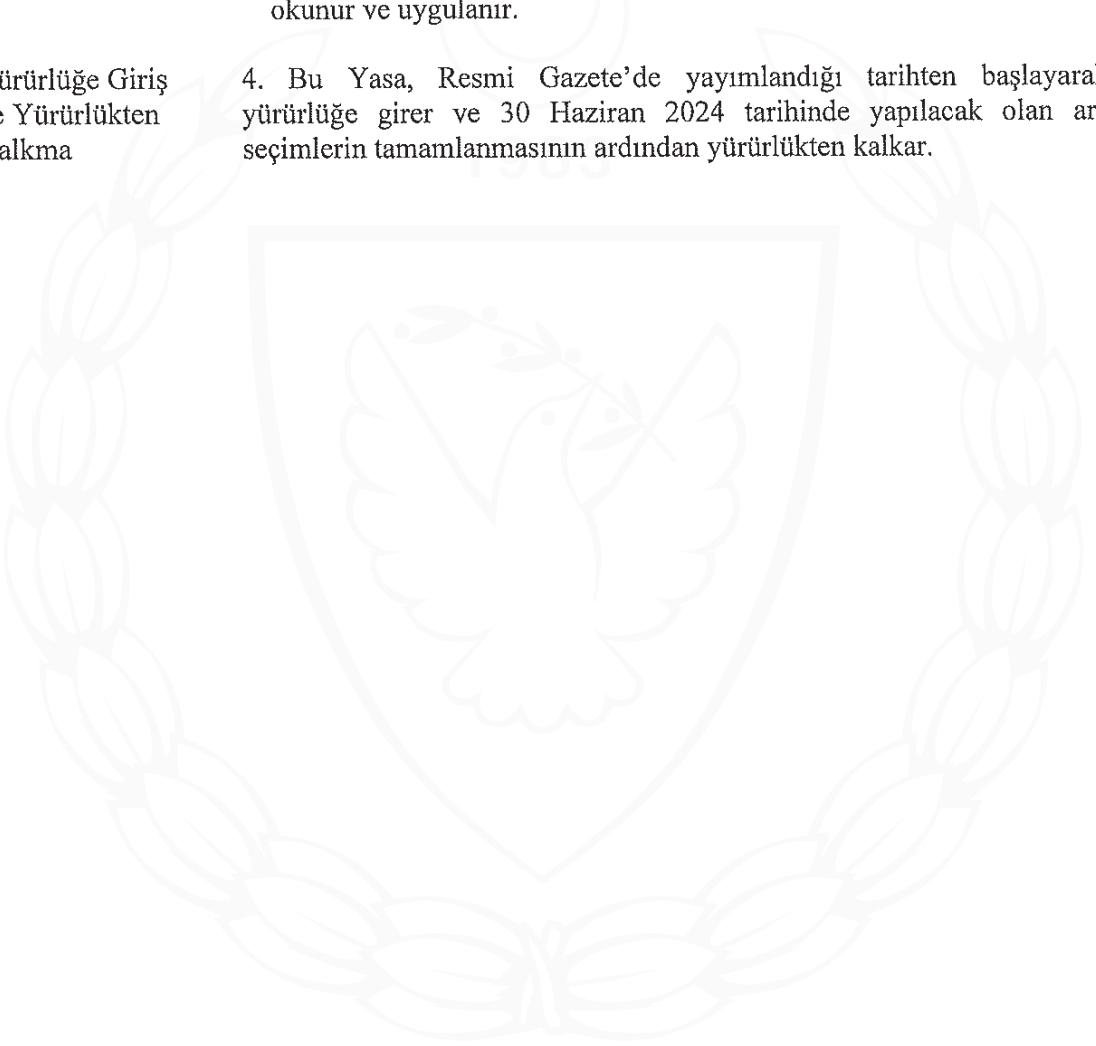 okunur ve uygulanır.
ürürlüğe Giriş
e Yürürlükten
alkma
4. Bu Yasa, Resmi Gazete'de yayımlandığı tarihten başlayara
yürürlüğe girer ve 30 Haziran 2024 tarihinde yapılacak olan ar
seçimlerin tamamlanmasının ardından yürürlükten kalkar.